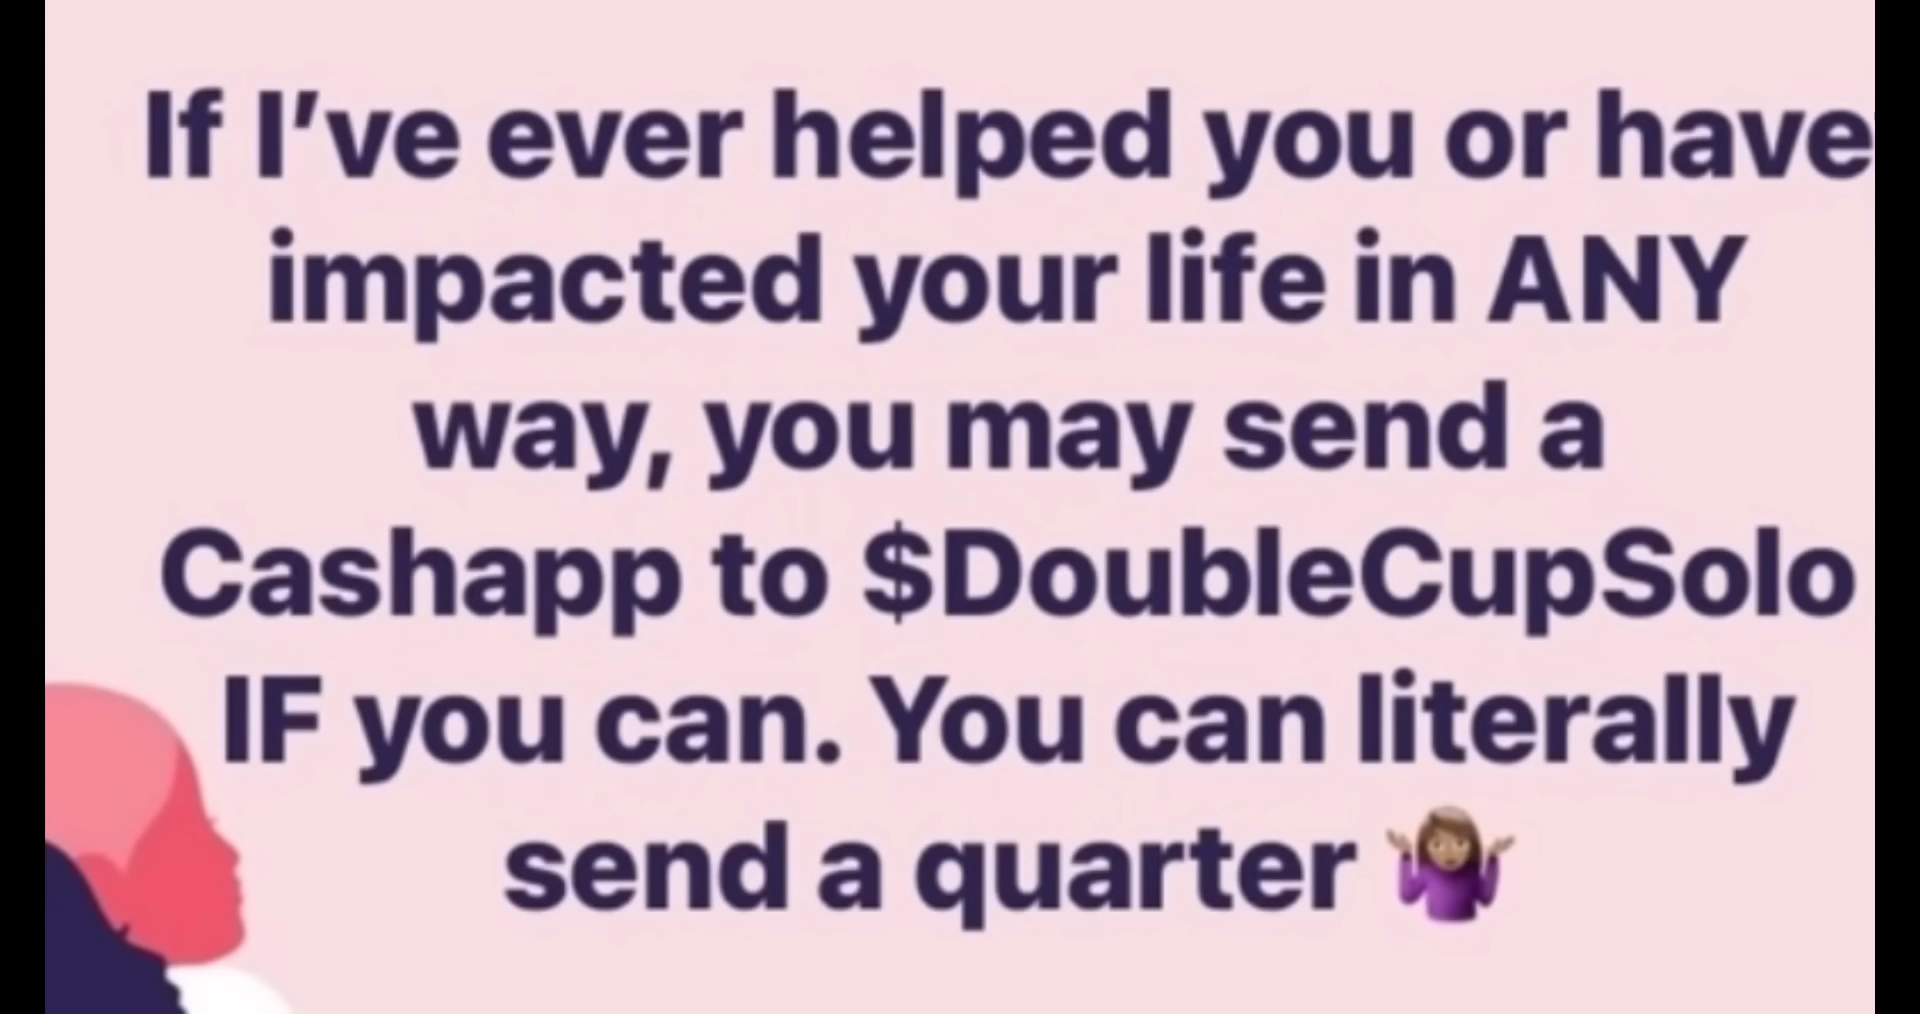 If I’ve ever helped you or have
impacted your life in ANY
way, you may send a
Cashapp to $DoubleCupSolo
IF you can. You can literally
send a quarter 🤷🏽‍♀️